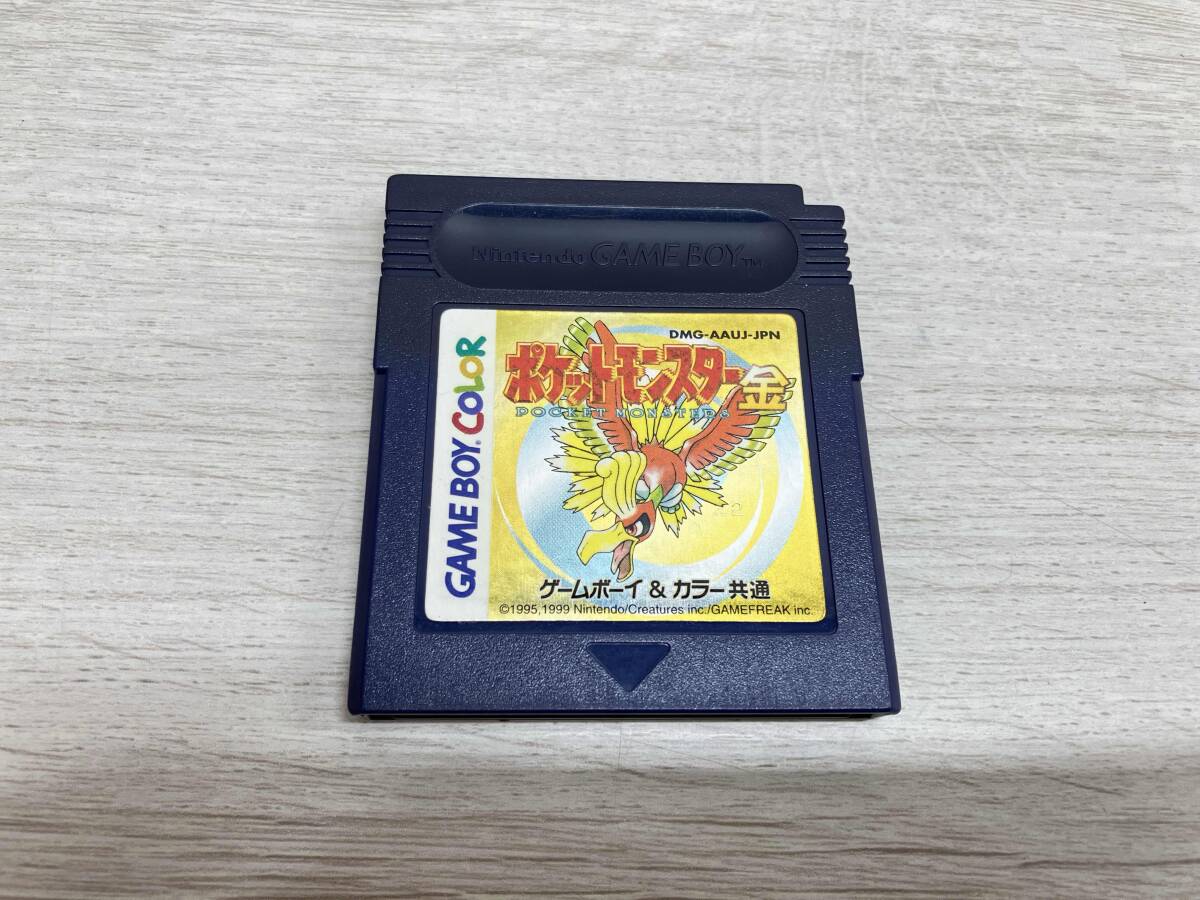 Nintendo GAME BOY™
DMG-AAUJ-JPN
ポケットモンスター金
POCKET MONSTERS
GAME BOY® COLOR
ゲームボーイ & カラー共通
©1995,1999 Nintendo/Creatures inc./GAMEFREAK inc.